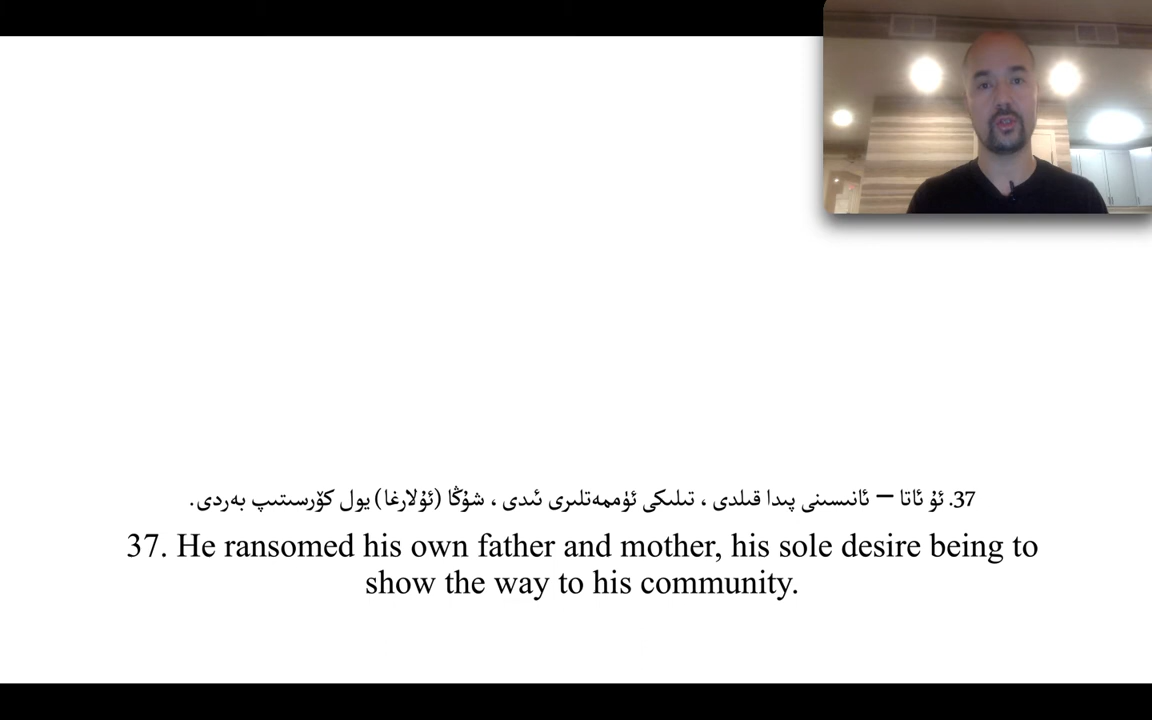 37. ئۇ ئاتا – ئانىسىنى پىدا قىلدى ، تىلىكى ئۈممەتلىرى ئىدى ، شۇڭا (ئۇلارغا) يول كۆرسىتىپ بەردى.
37. He ransomed his own father and mother, his sole desire being to
show the way to his community.